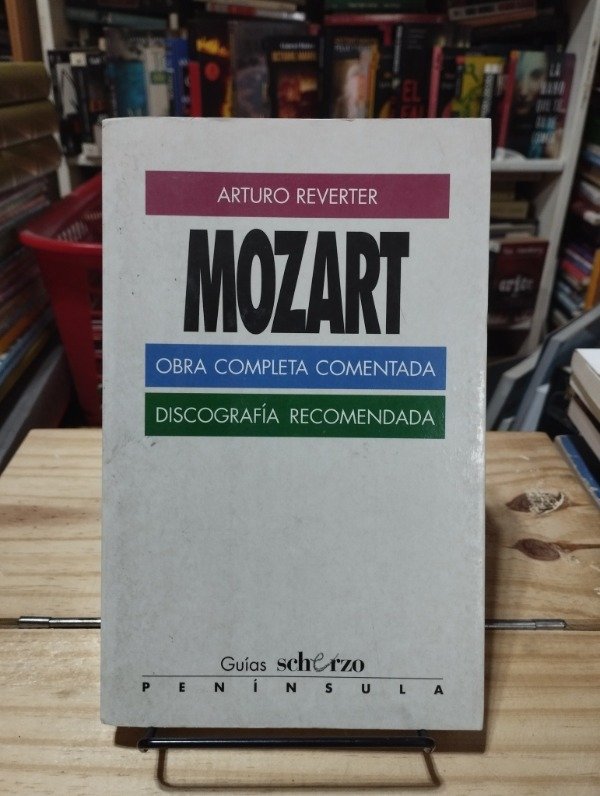 ARTURO REVERTER
MOZART
OBRA COMPLETA COMENTADA
DISCOGRAFÍA RECOMENDADA
Guías scherzo
PENÍNSULA